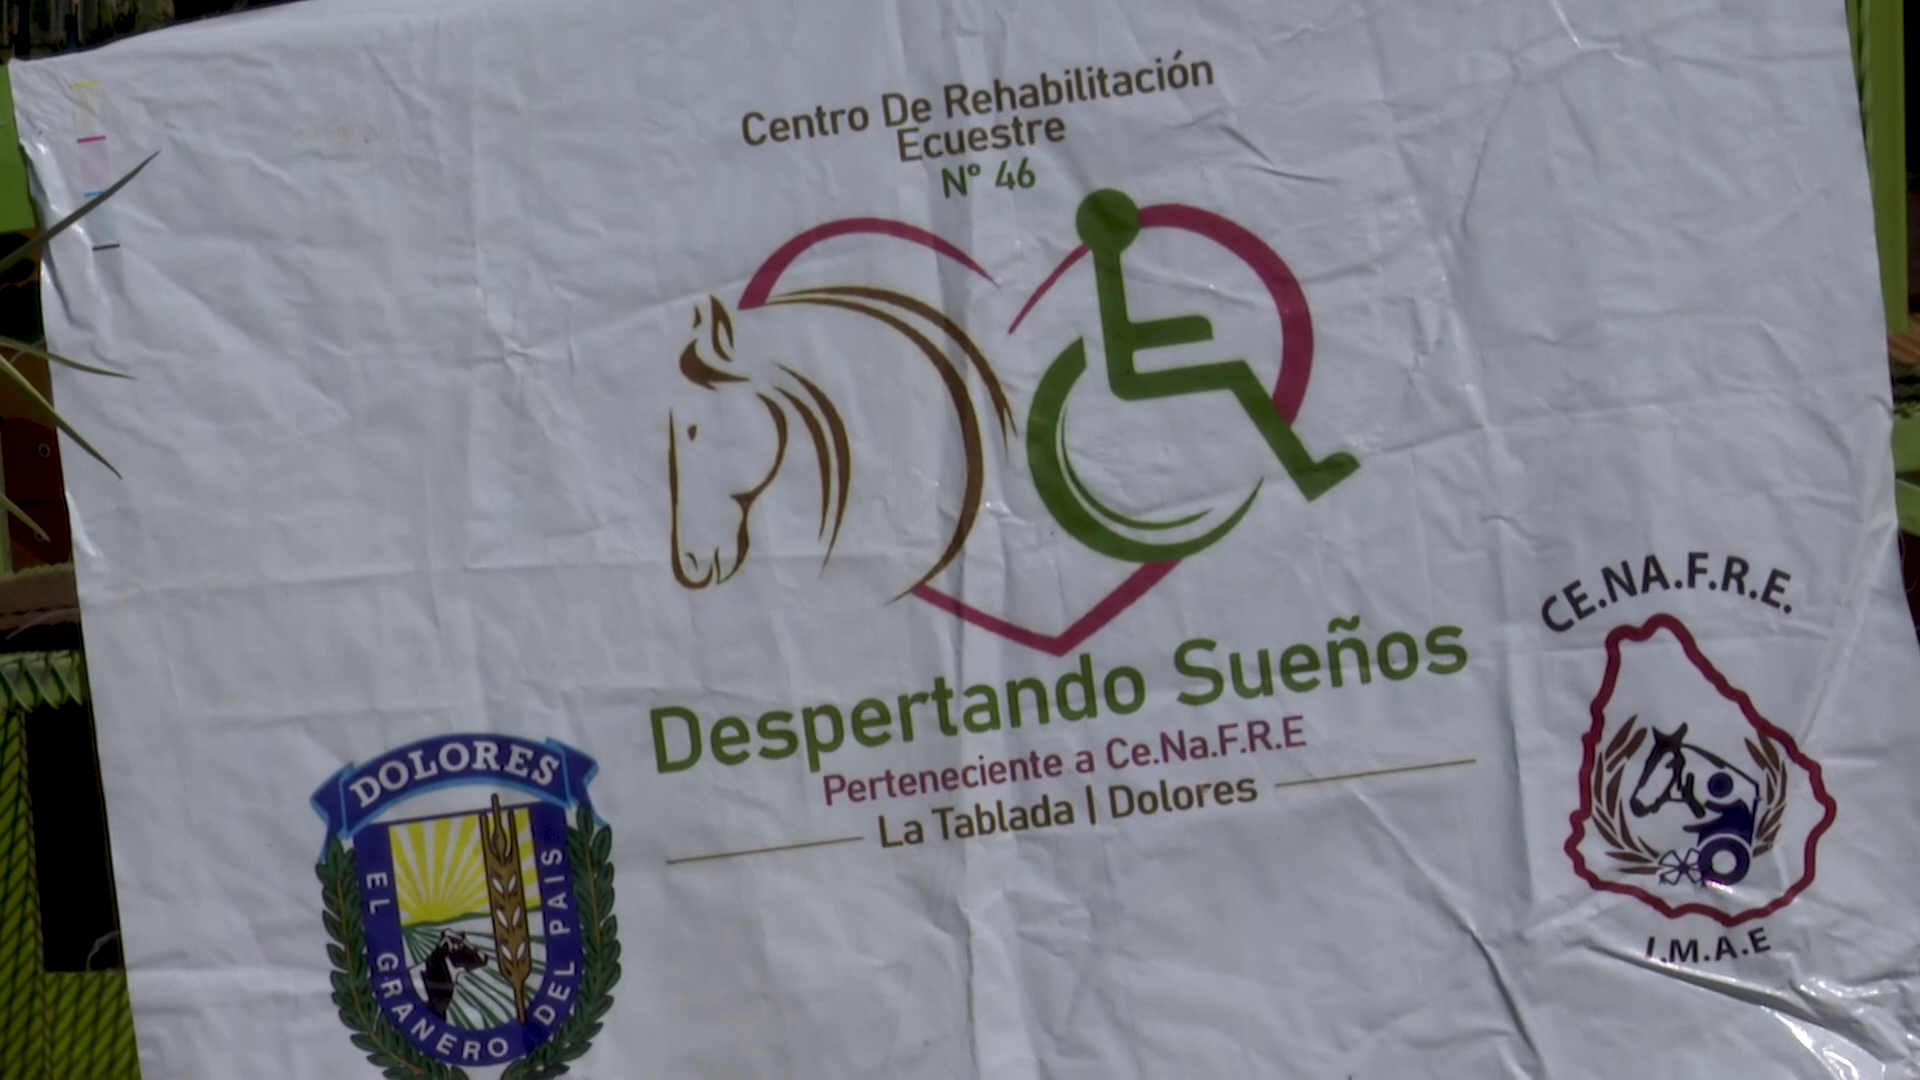 Centro De Rehabilitación
Ecuestre
N° 46
Despertando Sueños
Perteneciente a Ce.Na.F.R.E
La Tablada | Dolores
DOLORES
EL GRANERO DEL PAIS
CE.NA.F.R.E.
I.M.A.E